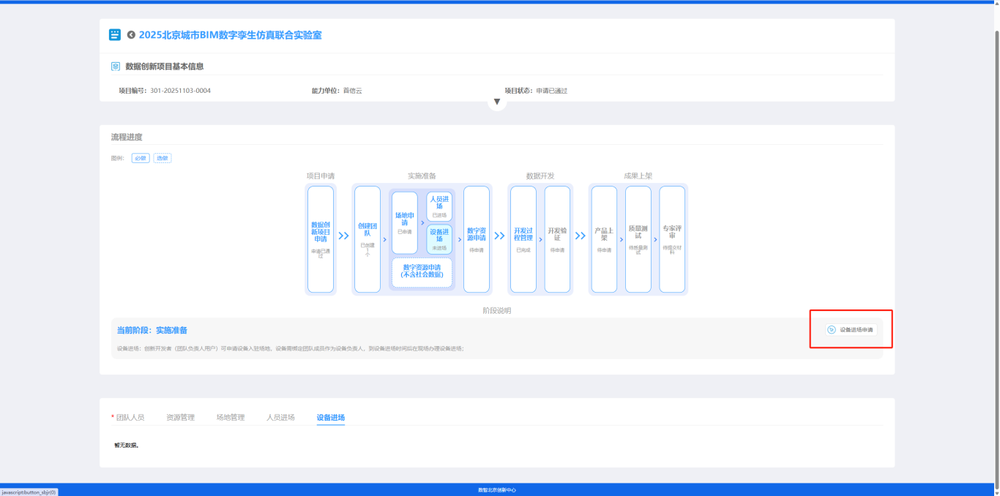 2025北京城市BIM数字孪生仿真联合实验室
数据创新项目基本信息
项目编号：301-20251103-0004 能力单位：首信云 项目状态：申请已通过
流程进度
图例： 必做 选做
项目申请 实施准备 数据开发 成果上架
数据创新项目申请
申请已通过
创建团队
已创建1个
场地申请
已申请
人员进场
已进场
设备进场
未进场
数字资源申请
(不含社会数据)
数字资源申请
待申请
开发过程管理
已完成
开发验证
待申请
产品上架
待申请
质量测试
待质量测试
专家评审
待提交材料
阶段说明
当前阶段：实施准备
设备进场申请
设备进场：创新开发者（团队负责人用户）可申请设备入驻场地，设备需绑定团队成员作为设备负责人，到设备进场时间后在现场办理设备进场；
* 团队人员 资源管理 场地管理 人员进场 设备进场
暂无数据。
数智北京创新中心
javascript:button_sbjr(0)